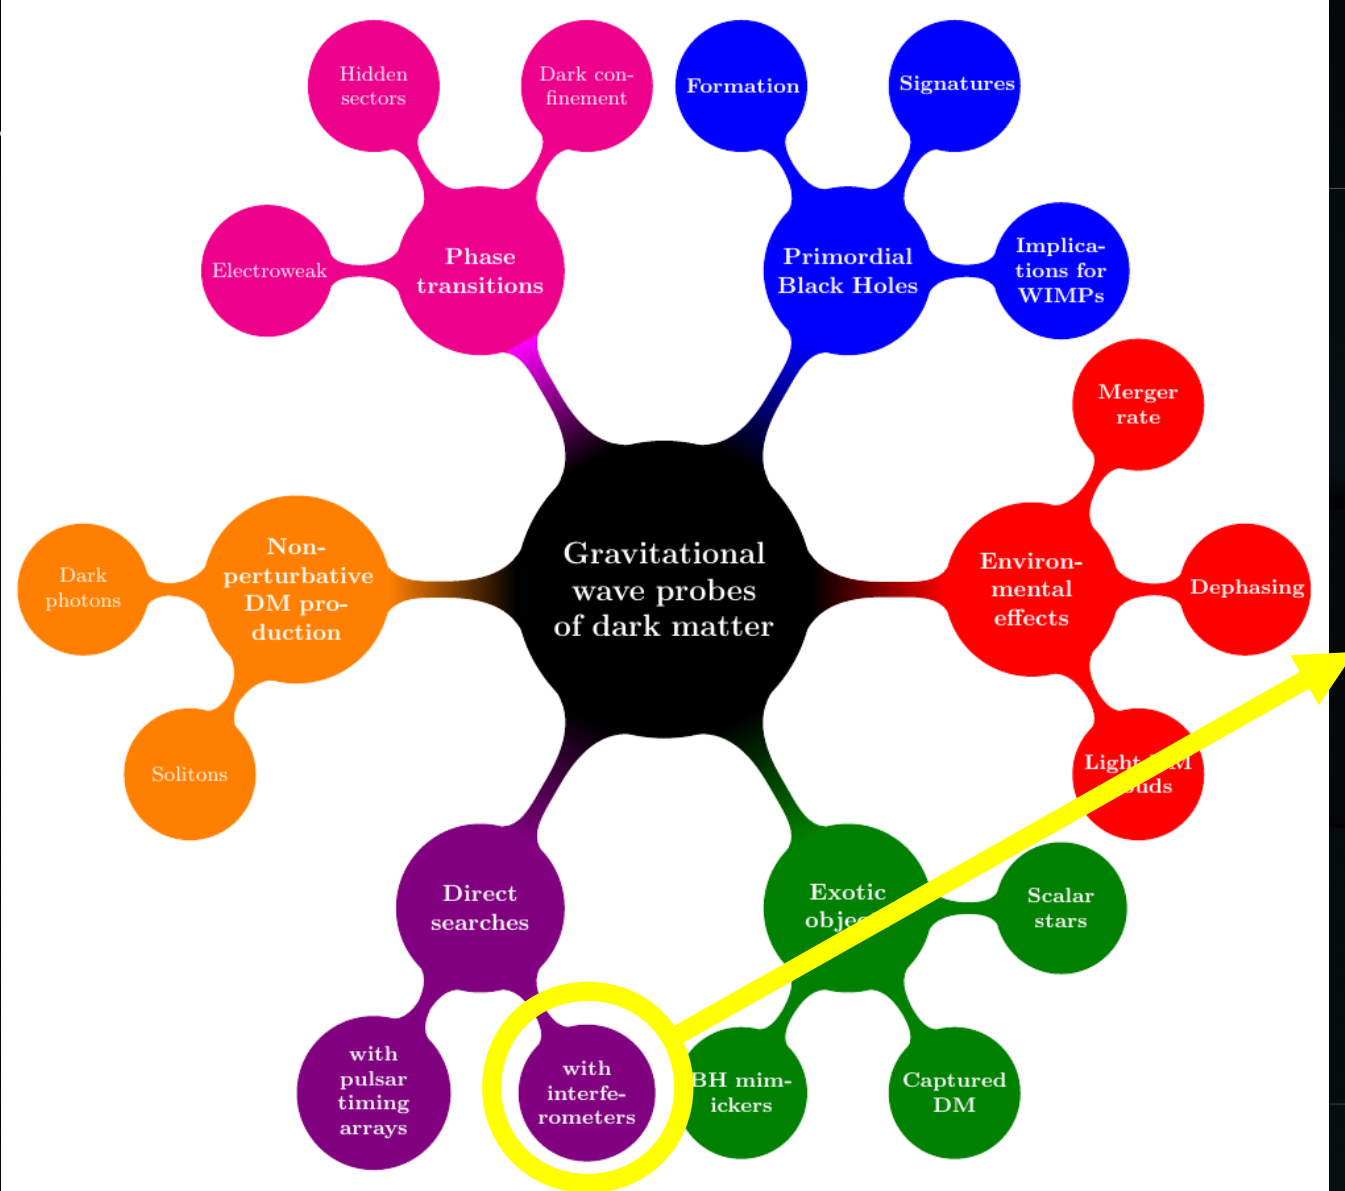 Hidden
sectors
Dark con-
finement
Formation
Signatures
Electroweak
Phase
transitions
Primordial
Black Holes
Implica-
tions for
WIMPs
Merger
rate
Gravitational
wave probes
of dark matter
Non-
perturbative
DM pro-
duction
Dark
photons
Solitons
Environ-
mental
effects
Dephasing
Light
Direct
searches
Exotic
Scalar
stars
with
pulsar
timing
arrays
with
interfe-
rometers
BH mim-
ickers
Captured
DM